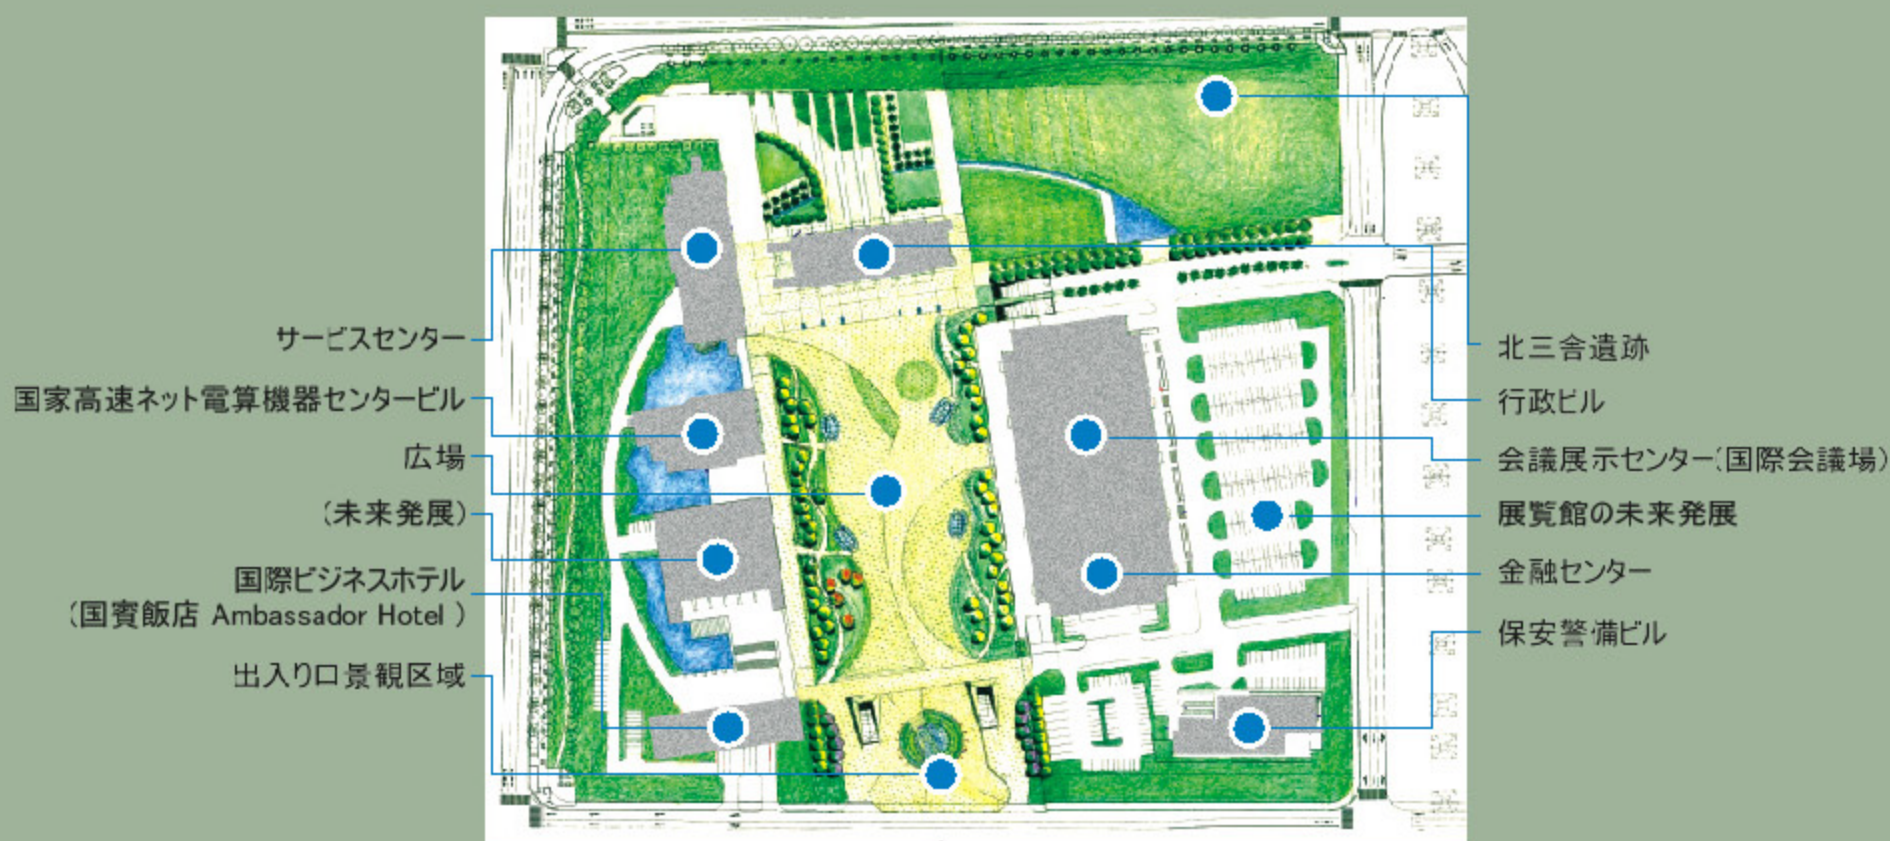 サービスセンター
国家高速ネット電算機器センタービル
広場
(未来発展)
国際ビジネスホテル
(国賓飯店 Ambassador Hotel )
出入り口景観区域
北三舎遺跡
行政ビル
会議展示センター(国際会議場)
展覧館の未来発展
金融センター
保安警備ビル